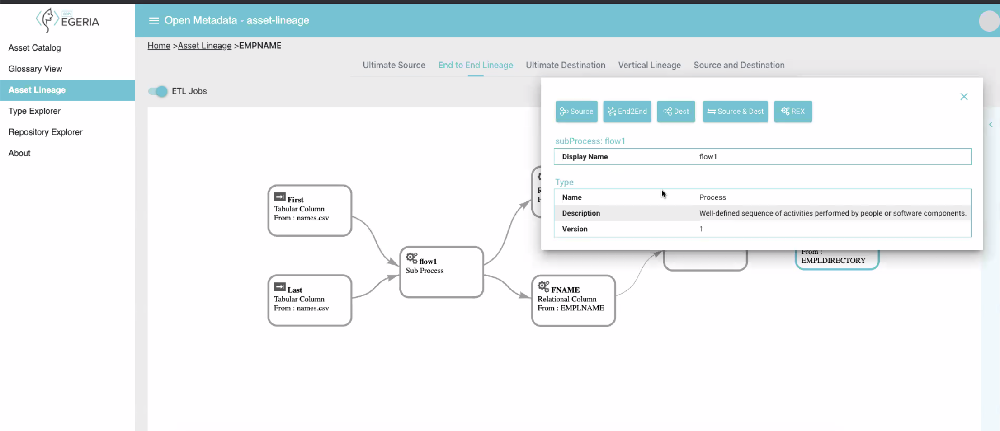 ODPi
EGERIA
Open Metadata - asset-lineage
Asset Catalog
Glossary View
Asset Lineage
Type Explorer
Repository Explorer
About
Home >Asset Lineage >EMPNAME
Ultimate Source
End to End Lineage
Ultimate Destination
Vertical Lineage
Source and Destination
ETL Jobs
Source
End2End
Dest
Source & Dest
REX
subProcess: flow1
Display Name flow1
Type
Name Process
Description Well-defined sequence of activities performed by people or software components.
Version 1
First
Tabular Column
From : names.csv
Last
Tabular Column
From : names.csv
flow1
Sub Process
R
F
FNAME
Relational Column
From : EMPLNAME
From :
EMPLDIRECTORY